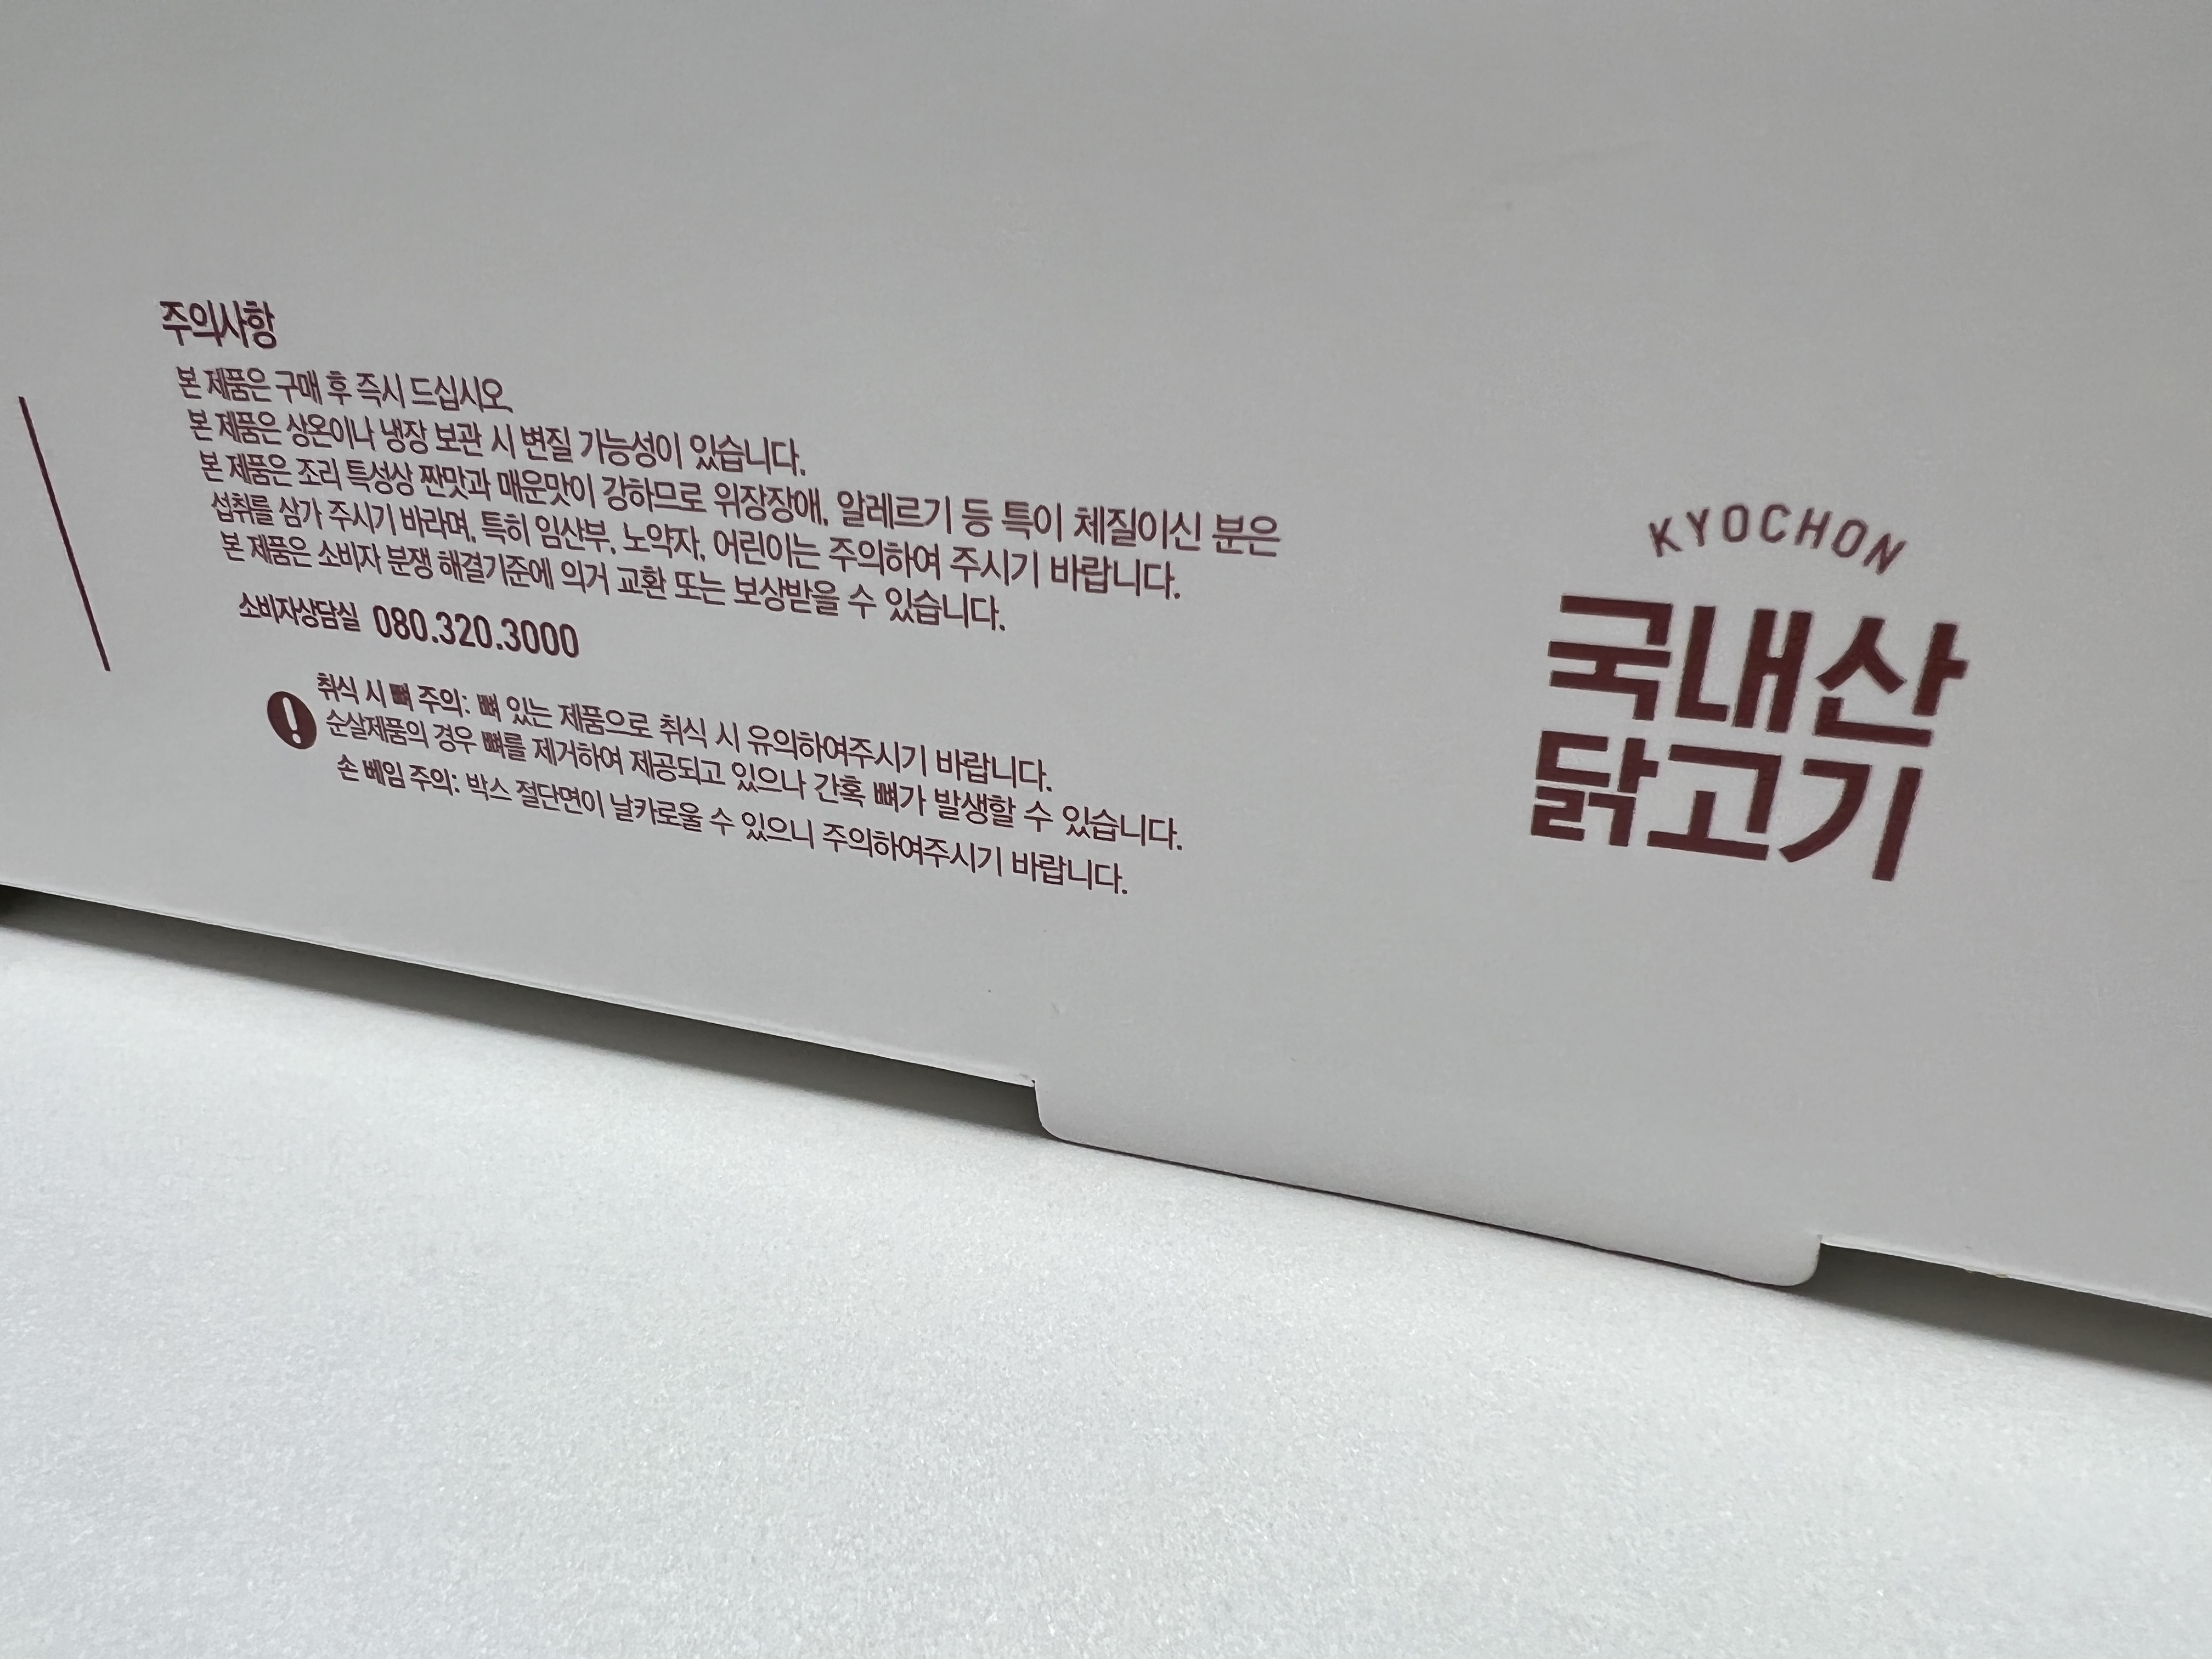 주의사항
본 제품은 구매 후 즉시 드십시오.
본 제품은 상온이나 냉장 보관 시 변질 가능성이 있습니다.
본 제품은 조리 특성상 짠맛과 매운맛이 강하므로 위장장애, 알레르기 등 특이 체질이신 분은
섭취를 삼가 주시기 바라며, 특히 임산부, 노약자, 어린이는 주의하여 주시기 바랍니다.
본 제품은 소비자 분쟁 해결기준에 의거 교환 또는 보상받을 수 있습니다.
소비자상담실 080.320.3000
취식 시 뼈 주의: 뼈 있는 제품으로 취식 시 유의하여주시기 바랍니다.
순살제품의 경우 뼈를 제거하여 제공되고 있으나 간혹 뼈가 발생할 수 있습니다.
손 베임 주의: 박스 절단면이 날카로울 수 있으니 주의하여주시기 바랍니다.
KYOCHON
국내산
닭고기